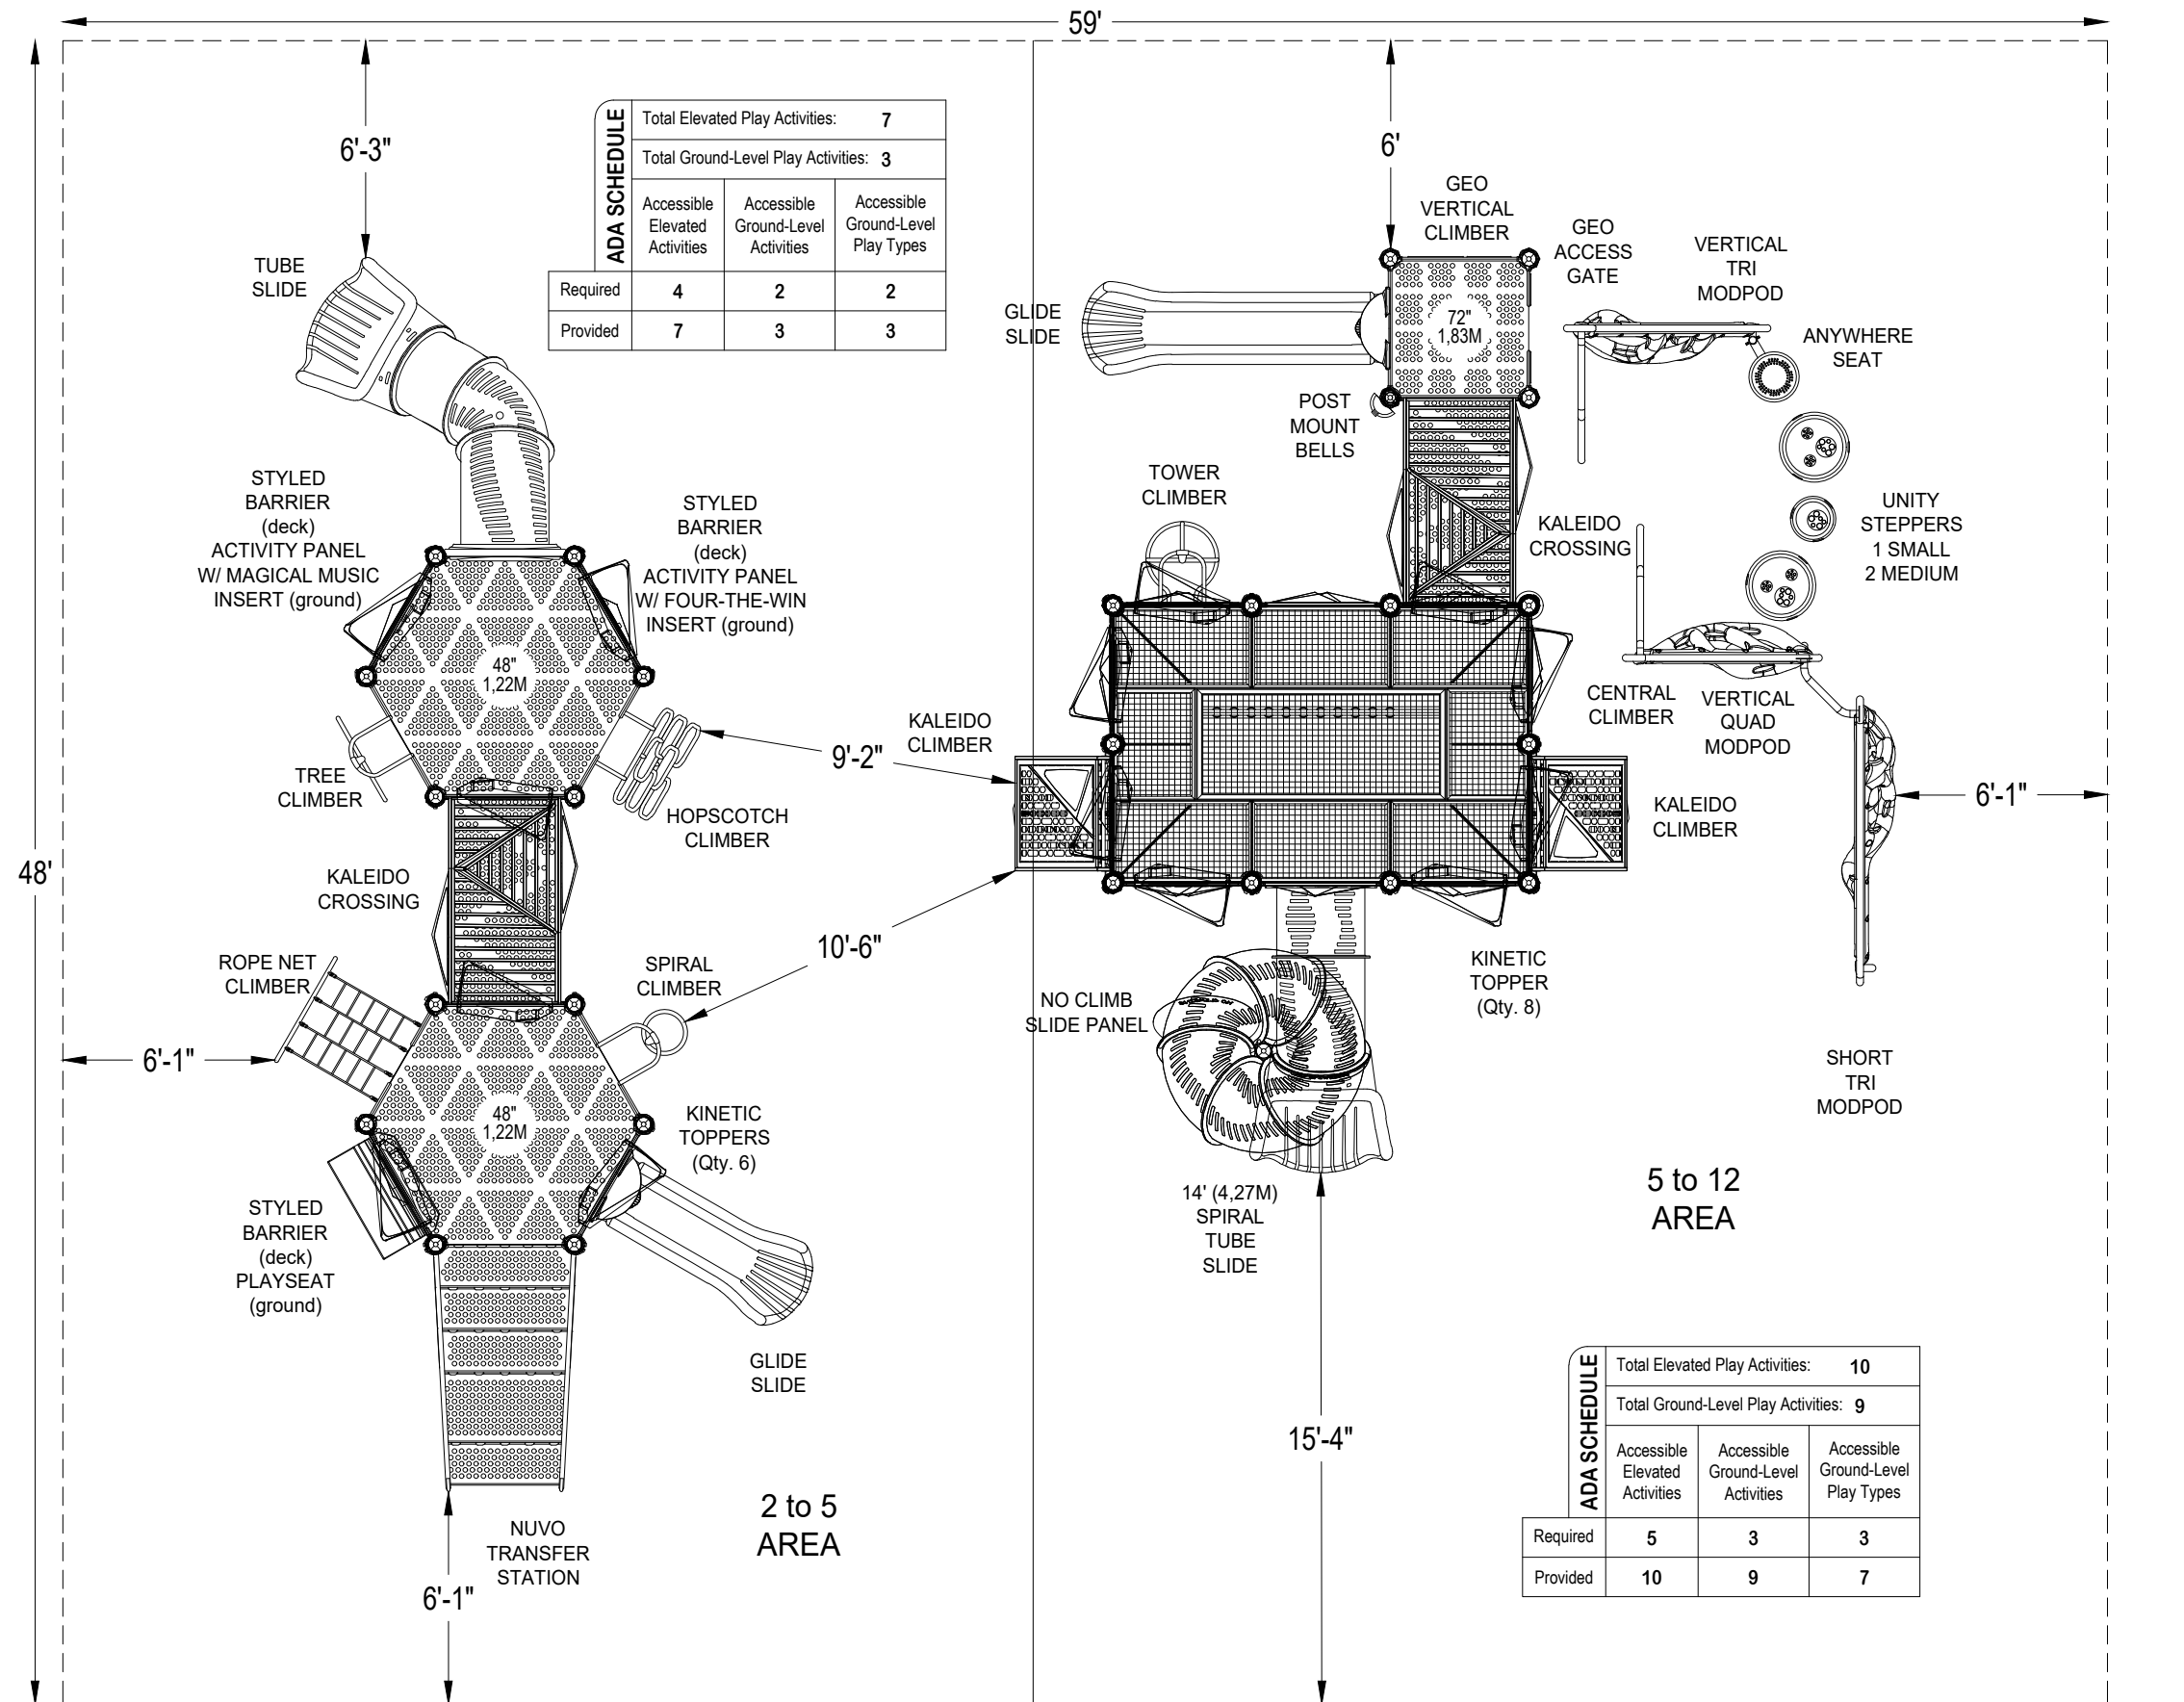 59'
48'
6'-3"
ADA SCHEDULE
Total Elevated Play Activities: 7
Total Ground-Level Play Activities: 3
Accessible
Elevated
Activities
Accessible
Ground-Level
Activities
Accessible
Ground-Level
Play Types
Required 4 2 2
Provided 7 3 3
TUBE
SLIDE
STYLED
BARRIER
(deck)
ACTIVITY PANEL
W/ MAGICAL MUSIC
INSERT (ground)
STYLED
BARRIER
(deck)
ACTIVITY PANEL
W/ FOUR-THE-WIN
INSERT (ground)
48"
1,22M
TREE
CLIMBER
HOPSCOTCH
CLIMBER
KALEIDO
CROSSING
ROPE NET
CLIMBER
SPIRAL
CLIMBER
6'-1"
48"
1,22M
KINETIC
TOPPERS
(Qty. 6)
STYLED
BARRIER
(deck)
PLAYSEAT
(ground)
GLIDE
SLIDE
NUVO
TRANSFER
STATION
6'-1"
2 to 5
AREA
9'-2"
10'-6"
6'
GEO
VERTICAL
CLIMBER
GEO
ACCESS
GATE
VERTICAL
TRI
MODPOD
ANYWHERE
SEAT
GLIDE
SLIDE
72"
1,83M
POST
MOUNT
BELLS
TOWER
CLIMBER
KALEIDO
CROSSING
UNITY
STEPPERS
1 SMALL
2 MEDIUM
KALEIDO
CLIMBER
CENTRAL
CLIMBER
VERTICAL
QUAD
MODPOD
KALEIDO
CLIMBER
6'-1"
KINETIC
TOPPER
(Qty. 8)
NO CLIMB
SLIDE PANEL
SHORT
TRI
MODPOD
14' (4,27M)
SPIRAL
TUBE
SLIDE
15'-4"
5 to 12
AREA
ADA SCHEDULE
Total Elevated Play Activities: 10
Total Ground-Level Play Activities: 9
Accessible
Elevated
Activities
Accessible
Ground-Level
Activities
Accessible
Ground-Level
Play Types
Required 5 3 3
Provided 10 9 7